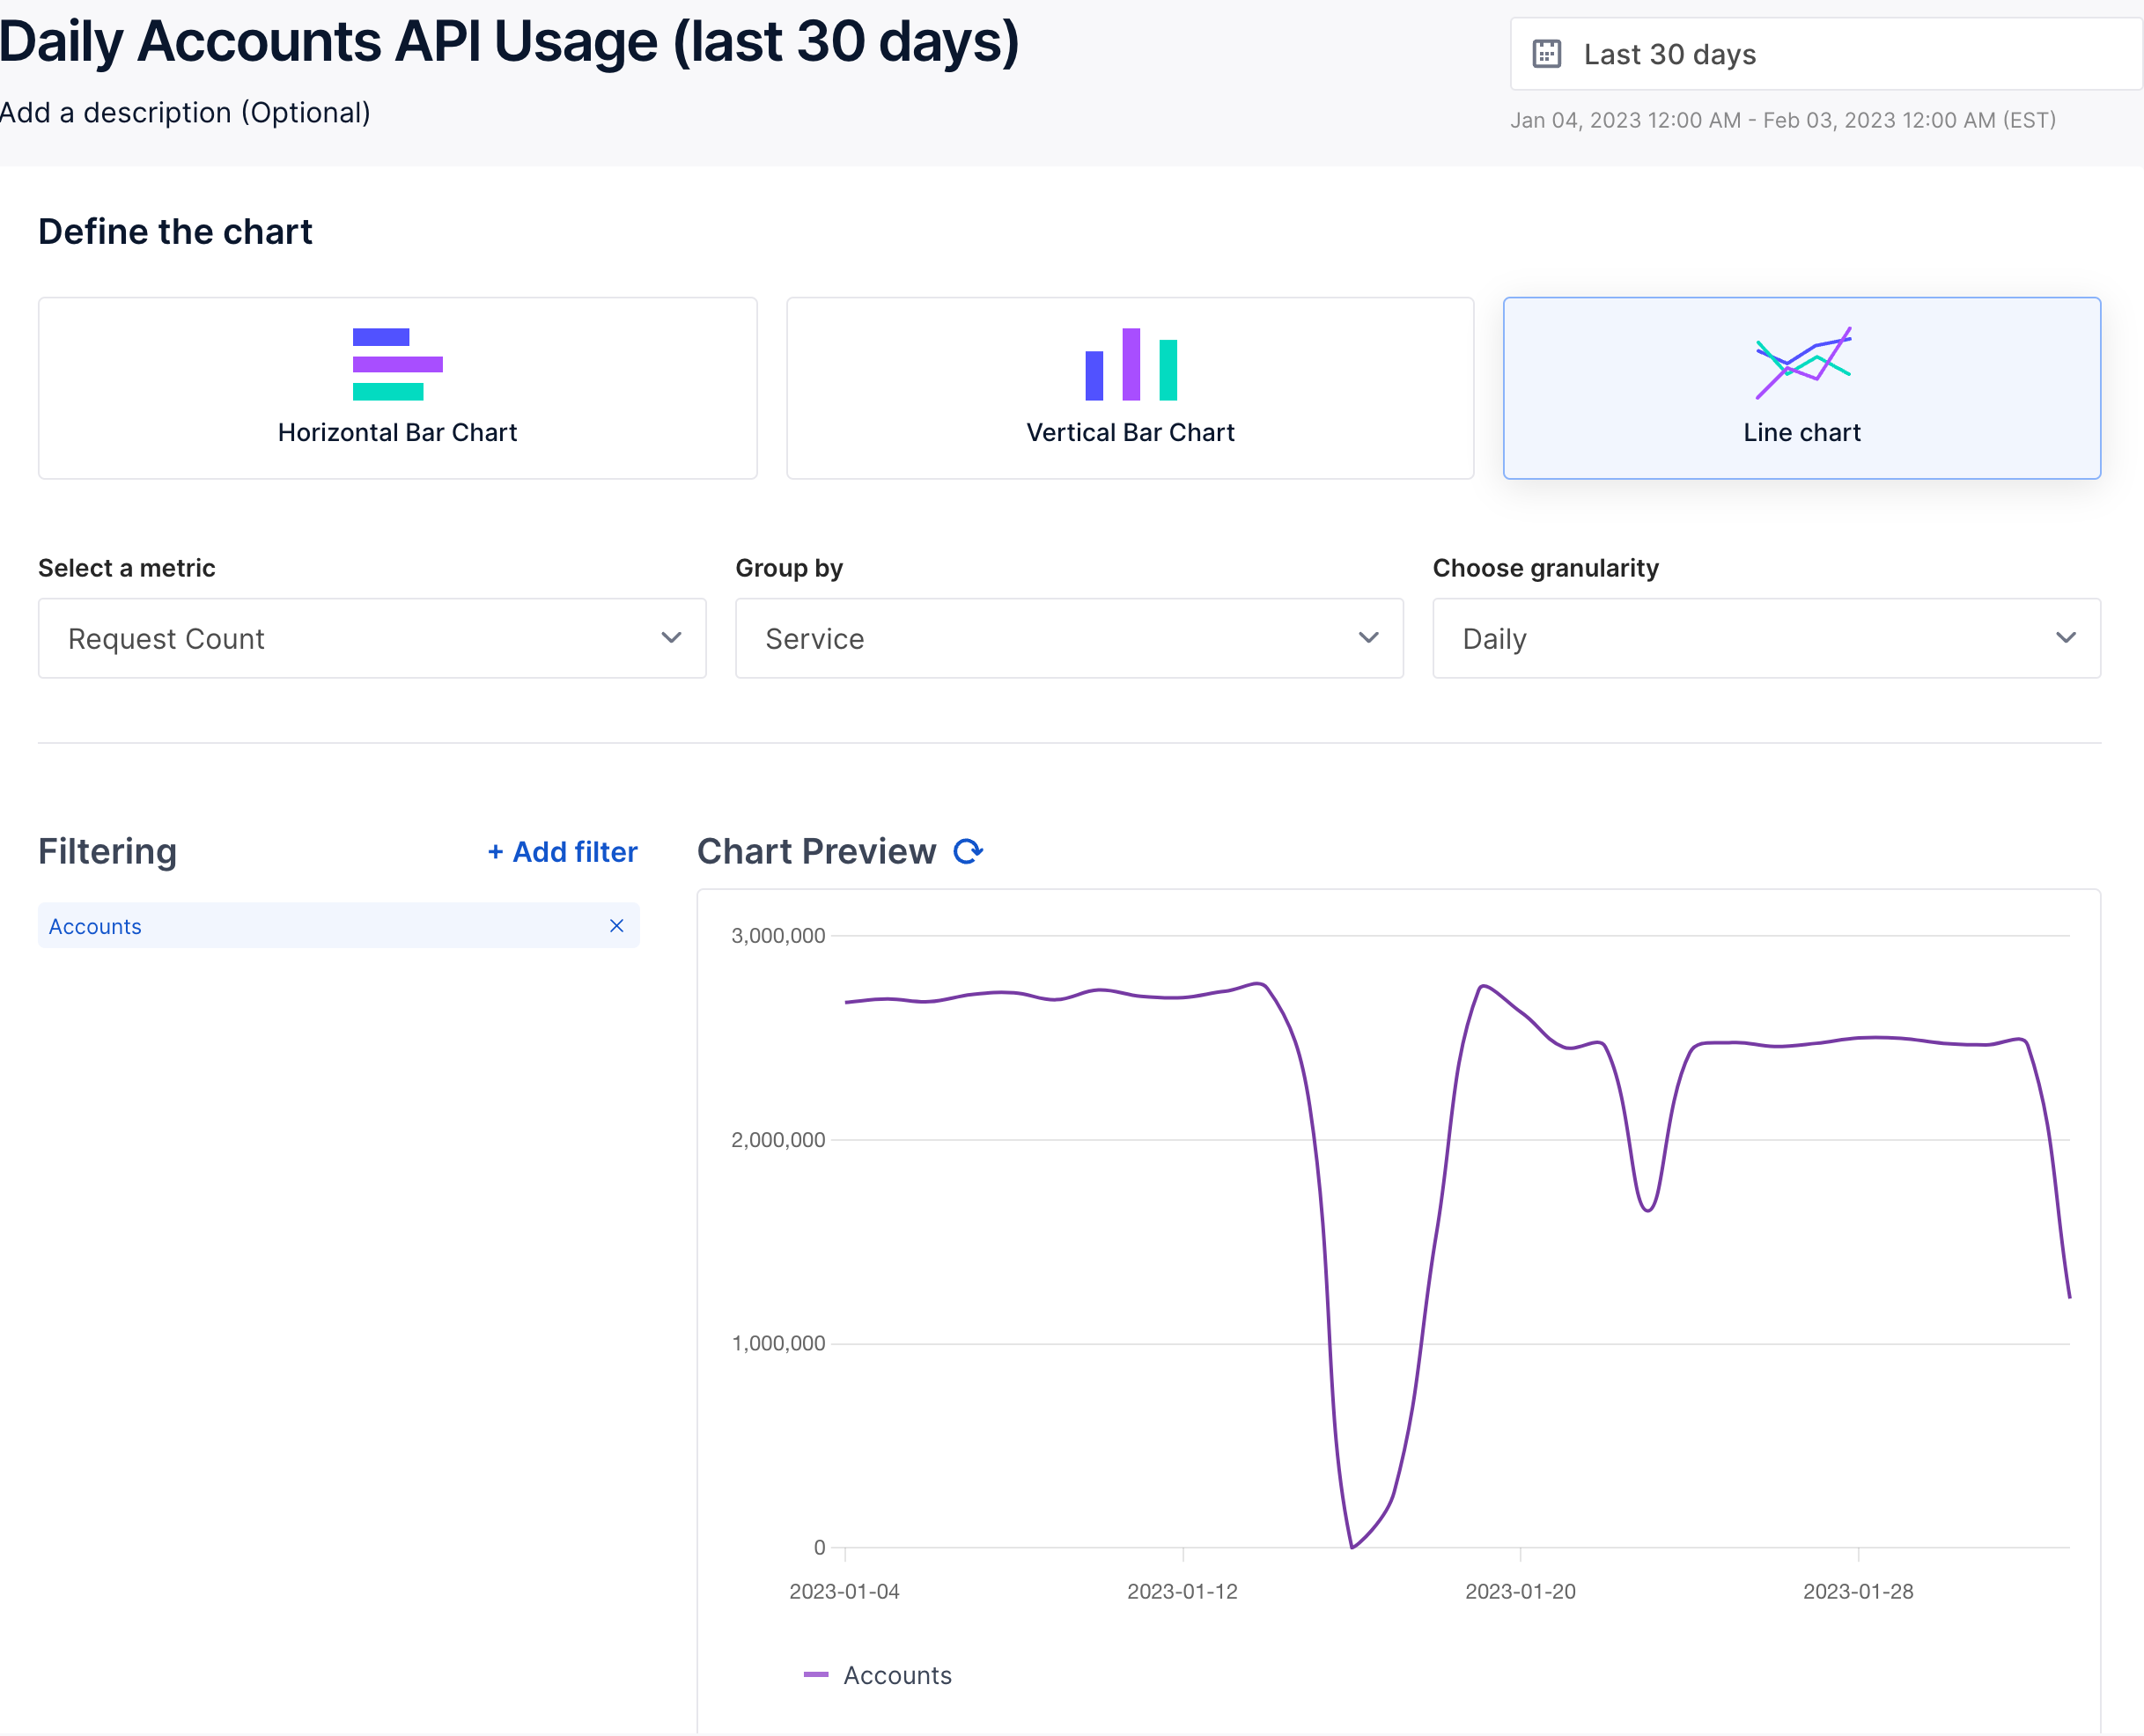 Daily Accounts API Usage (last 30 days)
Last 30 days
Add a description (Optional)
Jan 04, 2023 12:00 AM - Feb 03, 2023 12:00 AM (EST)
Define the chart
Horizontal Bar Chart
Vertical Bar Chart
Line chart
Select a metric
Group by
Choose granularity
Request Count
Service
Daily
Filtering
+ Add filter
Accounts
Chart Preview
3,000,000
2,000,000
1,000,000
0
2023-01-04
2023-01-12
2023-01-20
2023-01-28
Accounts